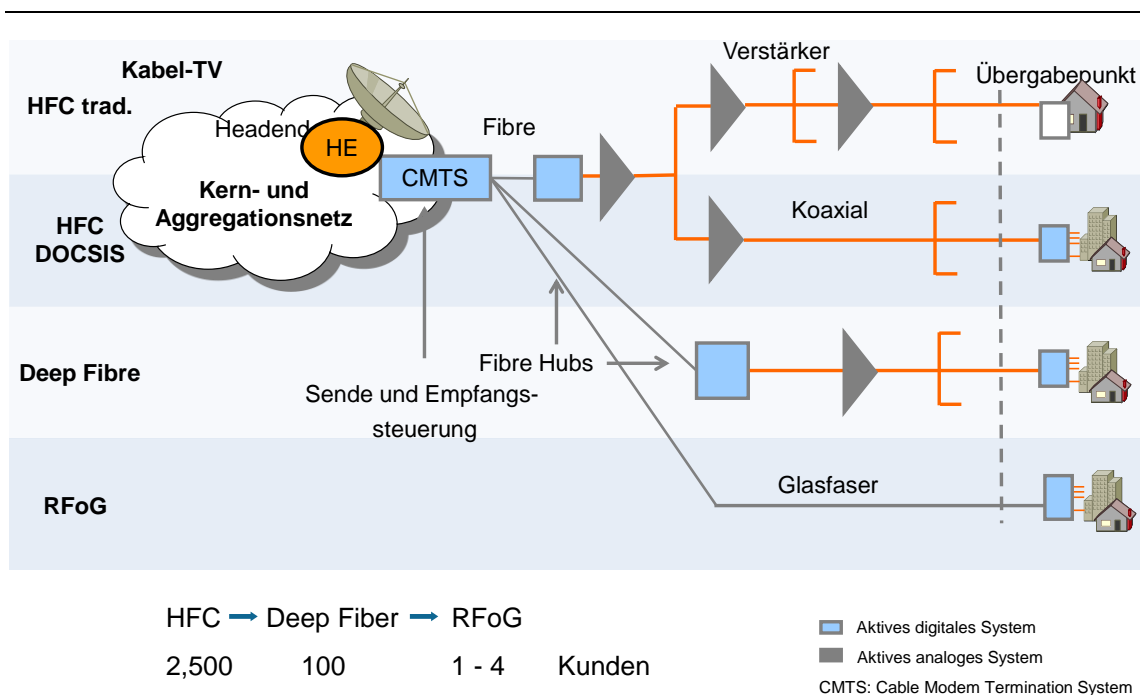 Verstärker
Kabel-TV
Übergabepunkt
HFC trad.
Headend
Fibre
HE
CMTS
Kern- und
Aggregationsnetz
Koaxial
HFC
DOCSIS
Fibre Hubs
Deep Fibre
Sende und Empfangs-
steuerung
Glasfaser
RFoG
HFC → Deep Fiber → RFoG
2,500 100 1 - 4 Kunden
Aktives digitales System
Aktives analoges System
CMTS: Cable Modem Termination System